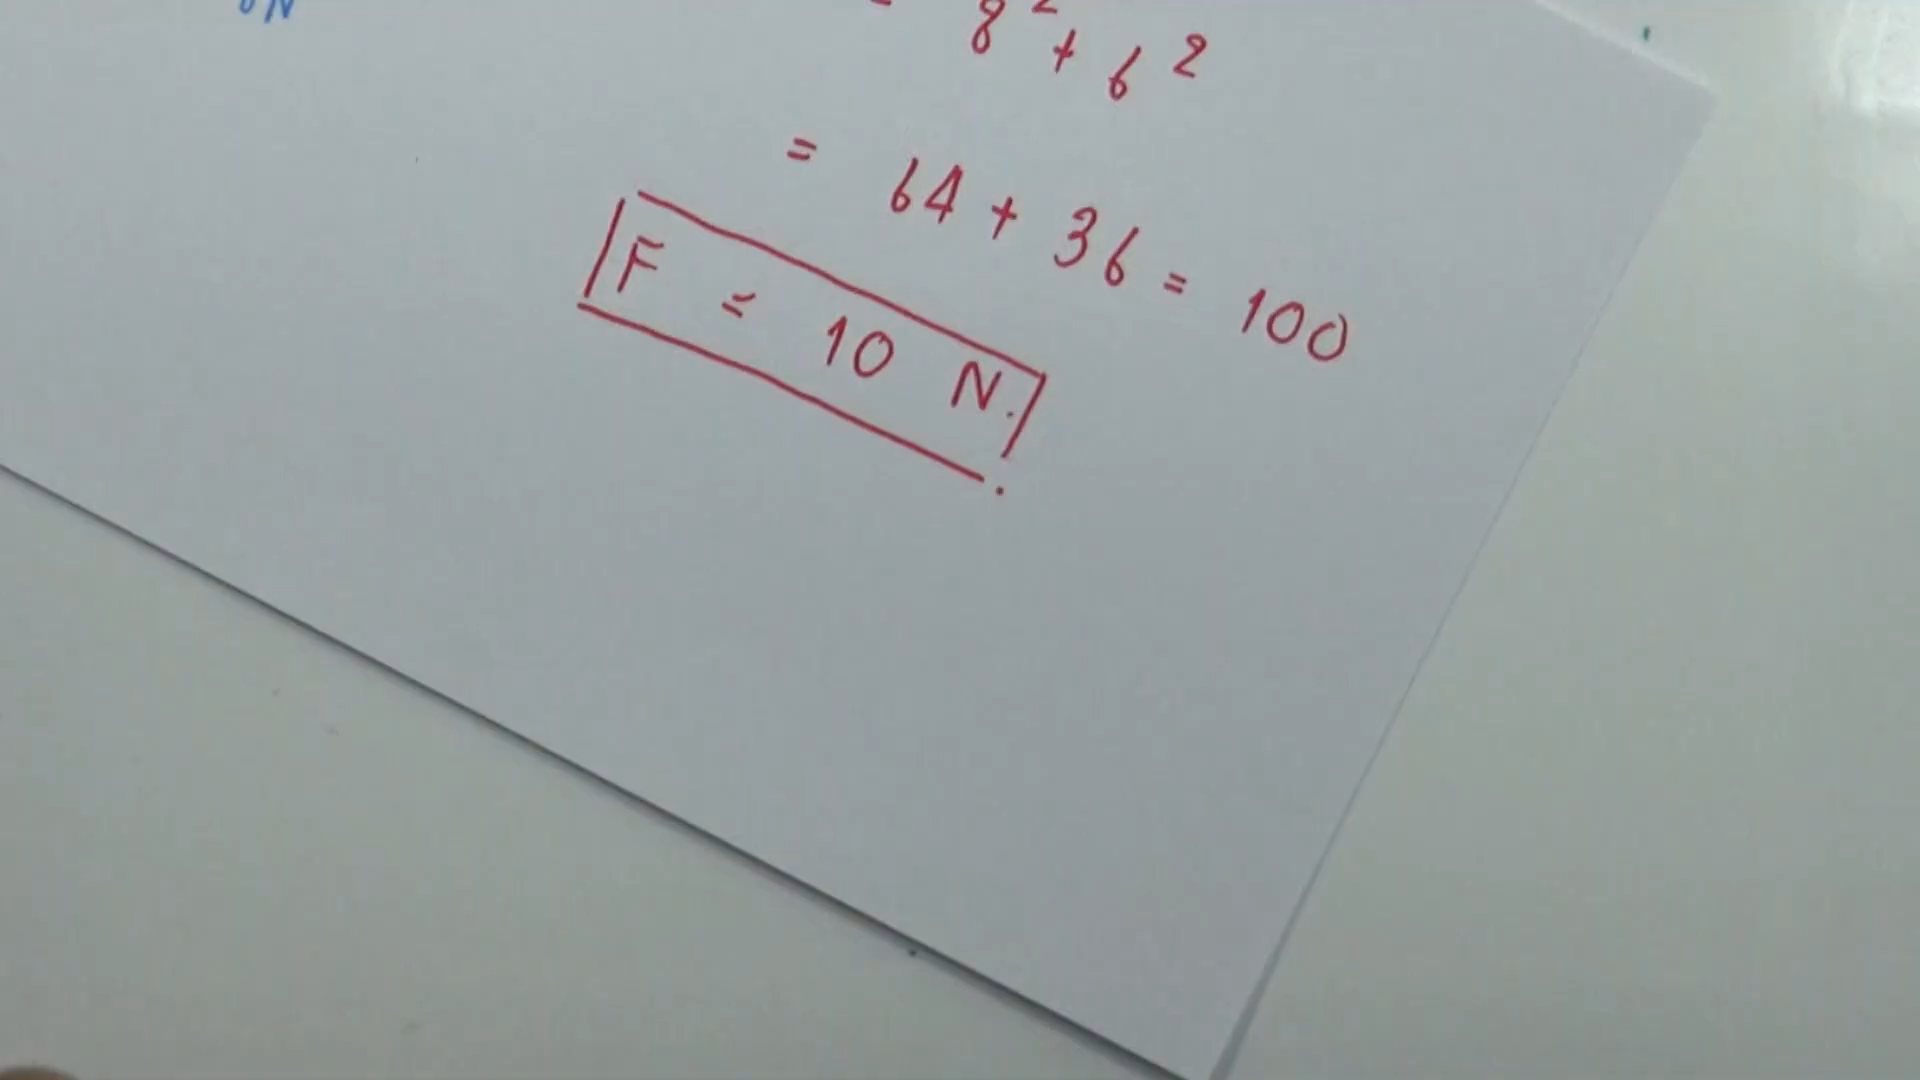 = 8² + 6²
= 64 + 36 = 100
F = 10 N.